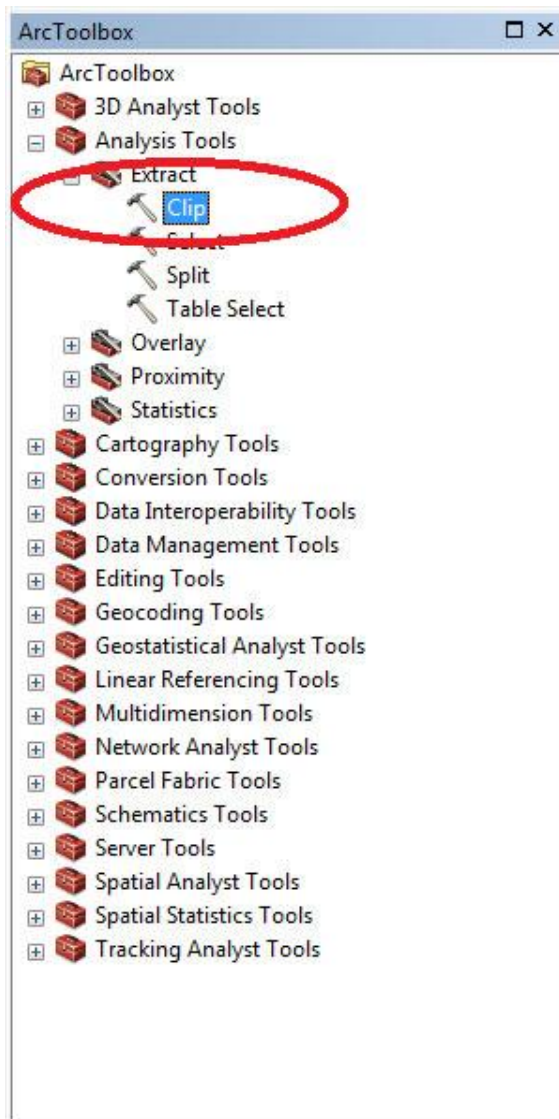 ArcToolbox
ArcToolbox
3D Analyst Tools
Analysis Tools
Extract
Clip
Select
Split
Table Select
Overlay
Proximity
Statistics
Cartography Tools
Conversion Tools
Data Interoperability Tools
Data Management Tools
Editing Tools
Geocoding Tools
Geostatistical Analyst Tools
Linear Referencing Tools
Multidimension Tools
Network Analyst Tools
Parcel Fabric Tools
Schematics Tools
Server Tools
Spatial Analyst Tools
Spatial Statistics Tools
Tracking Analyst Tools